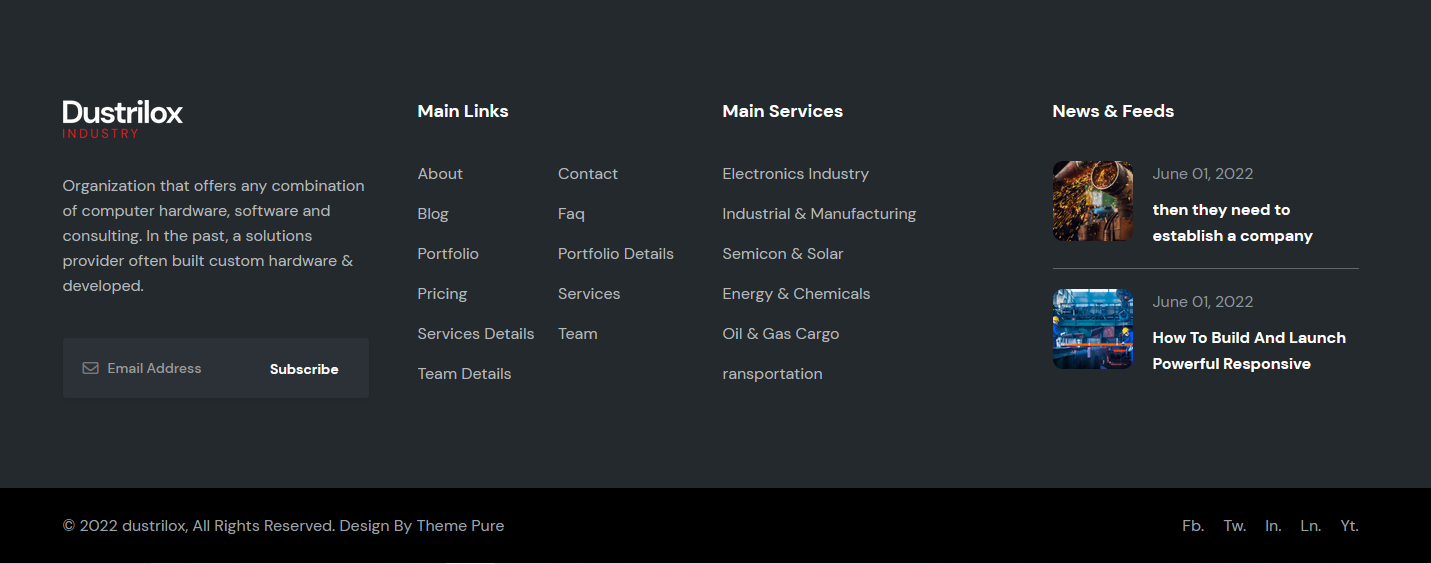 Dustrilox
INDUSTRY
Organization that offers any combination
of computer hardware, software and
consulting. In the past, a solutions
provider often built custom hardware &
developed.
Email Address
Subscribe
Main Links
About
Blog
Portfolio
Pricing
Services Details
Team Details
Contact
Faq
Portfolio Details
Services
Team
Main Services
Electronics Industry
Industrial & Manufacturing
Semicon & Solar
Energy & Chemicals
Oil & Gas Cargo
ransportation
News & Feeds
June 01, 2022
then they need to
establish a company
June 01, 2022
How To Build And Launch
Powerful Responsive
© 2022 dustrilox, All Rights Reserved. Design By Theme Pure
Fb. Tw. In. Ln. Yt.